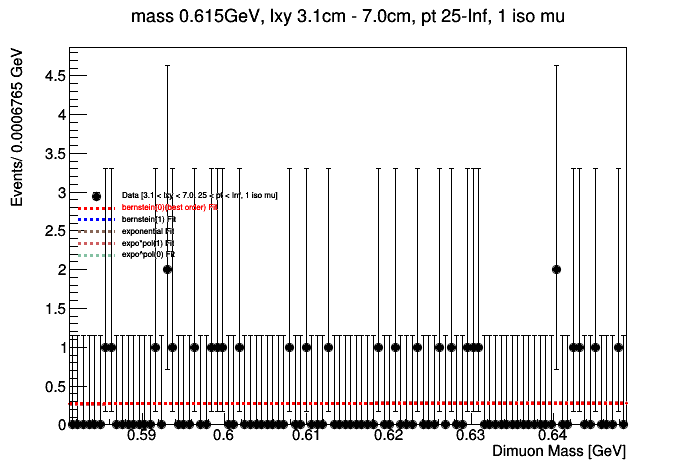 mass 0.615GeV, lxy 3.1cm - 7.0cm, pt 25-Inf, 1 iso mu
Events/ 0.0006765 GeV
4.5
4
3.5
3
2.5
2
1.5
1
0.5
0
Data [3.1 < lxy < 7.0, 25 < pt < Inf, 1 iso mu]
bernstein[0](best order) Fit
bernstein[1] Fit
exponential Fit
expo*pol(1) Fit
expo*pol(0) Fit
0.59 0.6 0.61 0.62 0.63 0.64
Dimuon Mass [GeV]